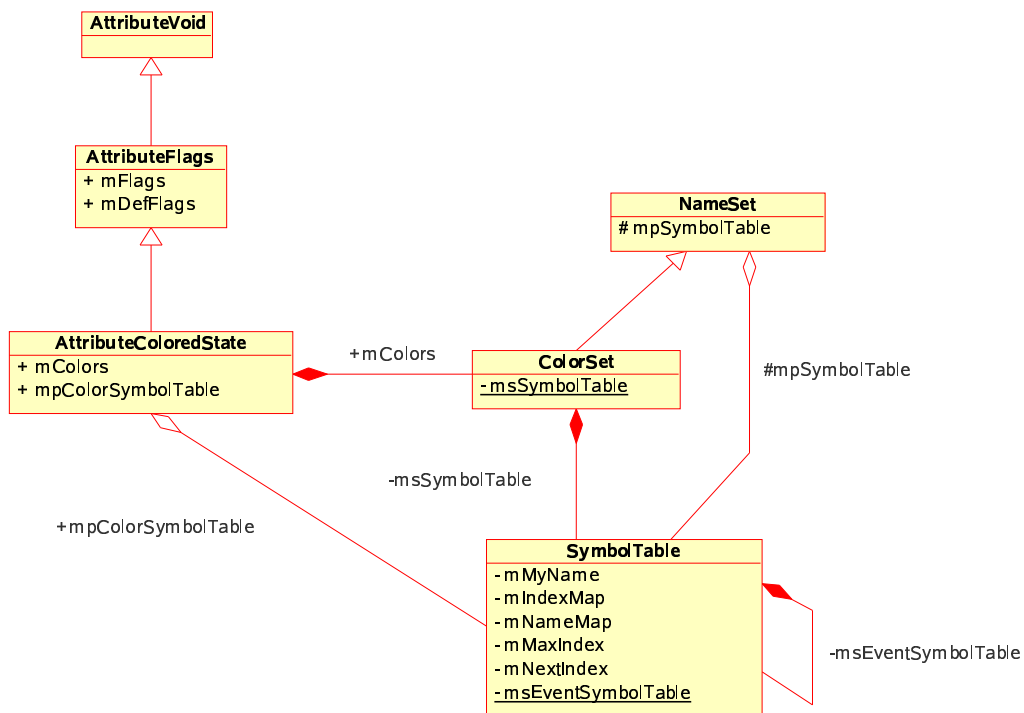 AttributeVoid
AttributeFlags
+ mFlags
+ mDefFlags
NameSet
# mpSymbolTable
AttributeColoredState
+ mColors
+ mpColorSymbolTable
+mColors
ColorSet
- msSymbolTable
#mpSymbolTable
-msSymbolTable
+mpColorSymbolTable
SymbolTable
- mMyName
- mIndexMap
- mNameMap
- mMaxIndex
- mNextIndex
- msEventSymbolTable
-msEventSymbolTable